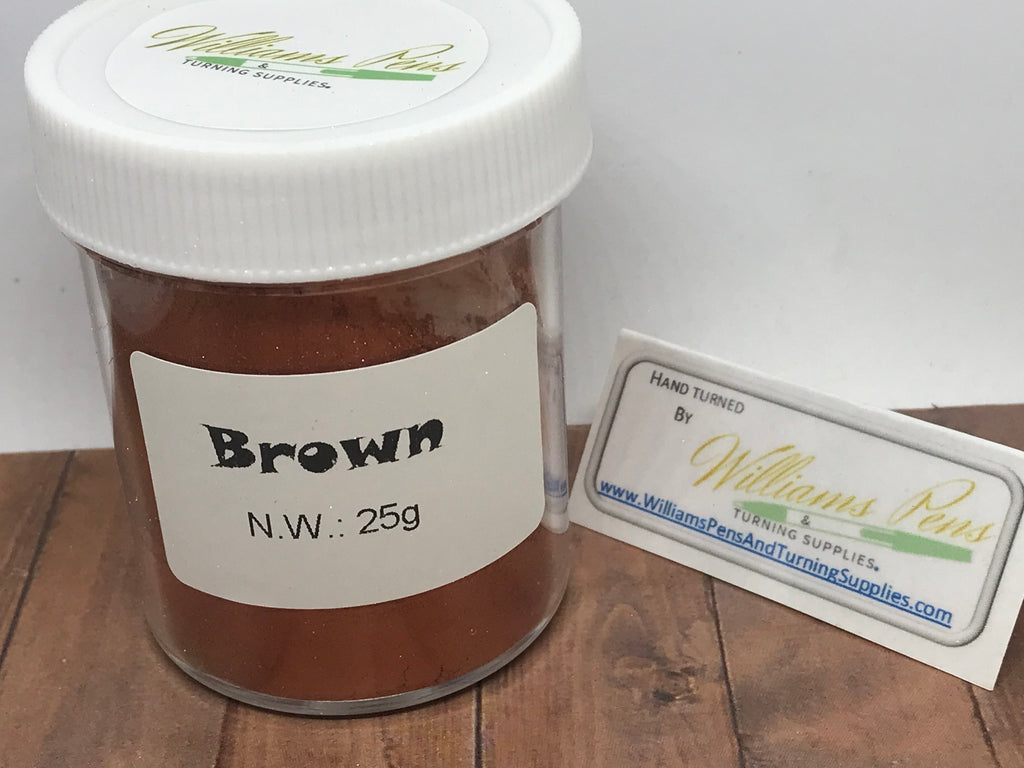 Williams Pens
&
TURNING SUPPLIES.
Brown
N.W.: 25g
HAND TURNED
BY
Williams Pens
&
TURNING SUPPLIES.
www.WilliamsPensAndTurningSupplies.com